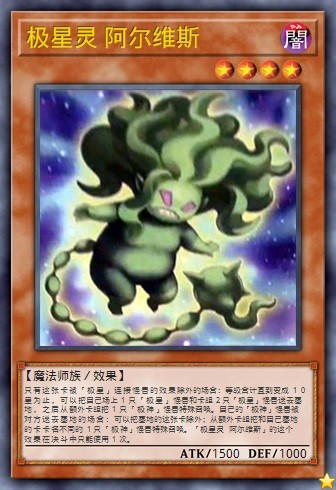 极星灵 阿尔维斯
闇
【魔法师族／效果】
只有这张卡被「极星」连接怪兽的效果除外的场合：等级合计直到变成１０
星为止，可以把自己场上１只「极星」怪兽和卡组２只「极星」怪兽送去墓
地，之后从额外卡组把１只「极神」怪兽特殊召唤。自己的「极神」怪兽被
对方送去墓地的场合：可以把墓地的这张卡除外；从额外卡组把和自己墓地
的卡卡名不同的１只「极神」怪兽特殊召唤。「极星灵 阿尔维斯」的这个
效果在决斗中只能使用１次。
ATK/1500 DEF/1000